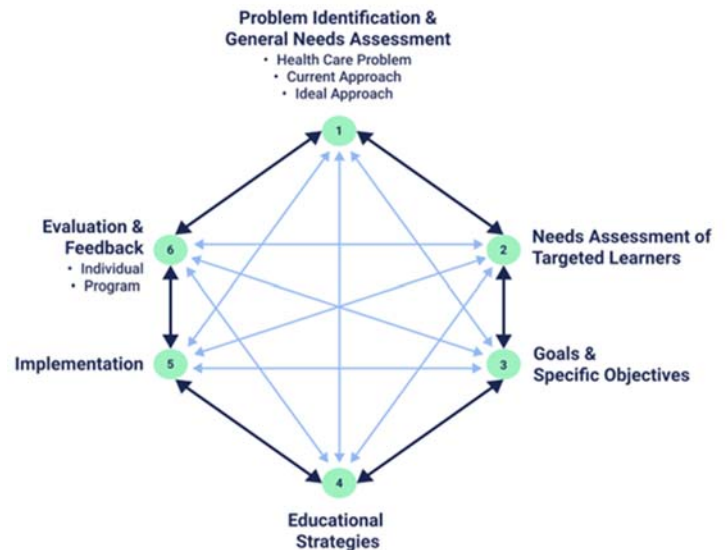 Problem Identification &
General Needs Assessment
• Health Care Problem
• Current Approach
• Ideal Approach
1
Evaluation &
Feedback
• Individual
• Program
6
2
Needs Assessment of
Targeted Learners
Implementation
5
3
Goals &
Specific Objectives
4
Educational
Strategies